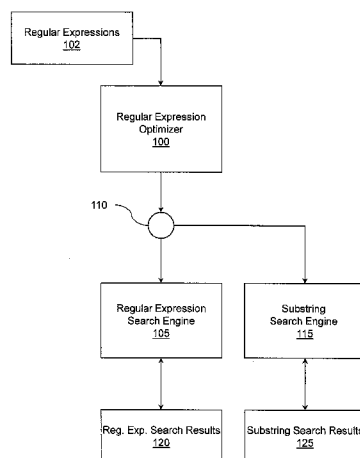 Regular Expressions
102
Regular Expression
Optimizer
100
110
Regular Expression
Search Engine
105
Substring
Search Engine
115
Reg. Exp. Search Results
120
Substring Search Results
125